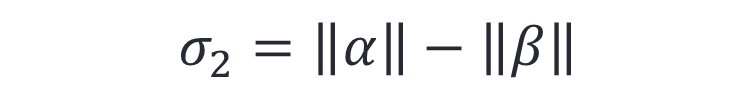 σ₂ = ‖α‖ − ‖β‖